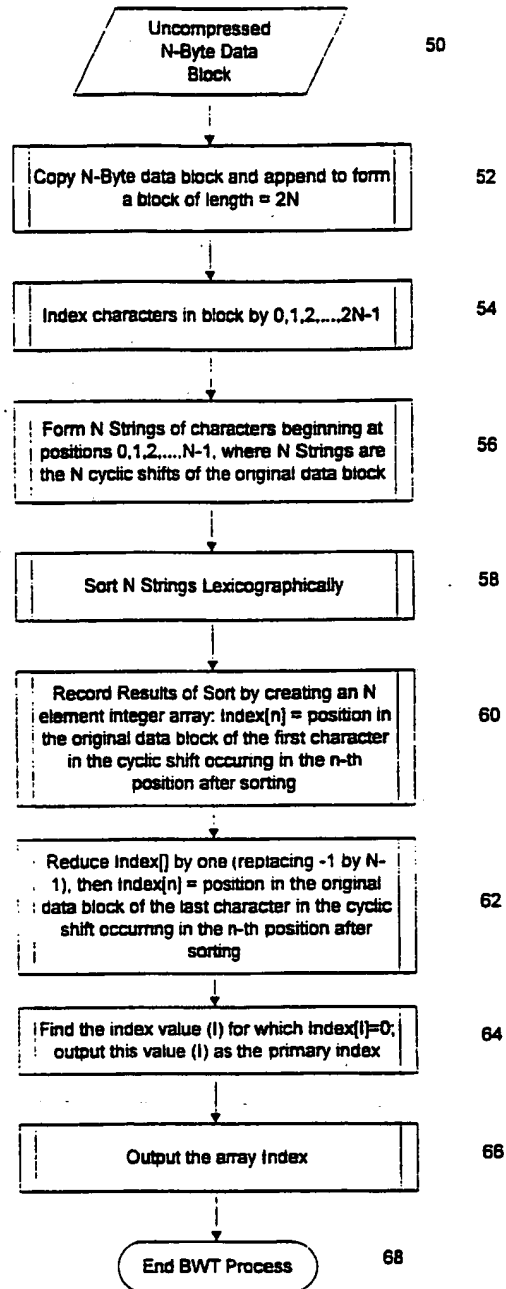 Uncompressed
N-Byte Data
Block
50
Copy N-Byte data block and append to form
a block of length = 2N
52
Index characters in block by 0,1,2,...,2N-1
54
Form N Strings of characters beginning at
positions 0,1,2,....N-1, where N Strings are
the N cyclic shifts of the original data block
56
Sort N Strings Lexicographically
58
Record Results of Sort by creating an N
element integer array: Index[n] = position in
the original data block of the first character
in the cyclic shift occuring in the n-th
position after sorting
60
Reduce Index[] by one (replacing -1 by N-
1), then Index[n] = position in the original
data block of the last character in the cyclic
shift occurring in the n-th position after
sorting
62
Find the index value (I) for which Index[I]=0;
output this value (I) as the primary index
64
Output the array Index
66
End BWT Process
68